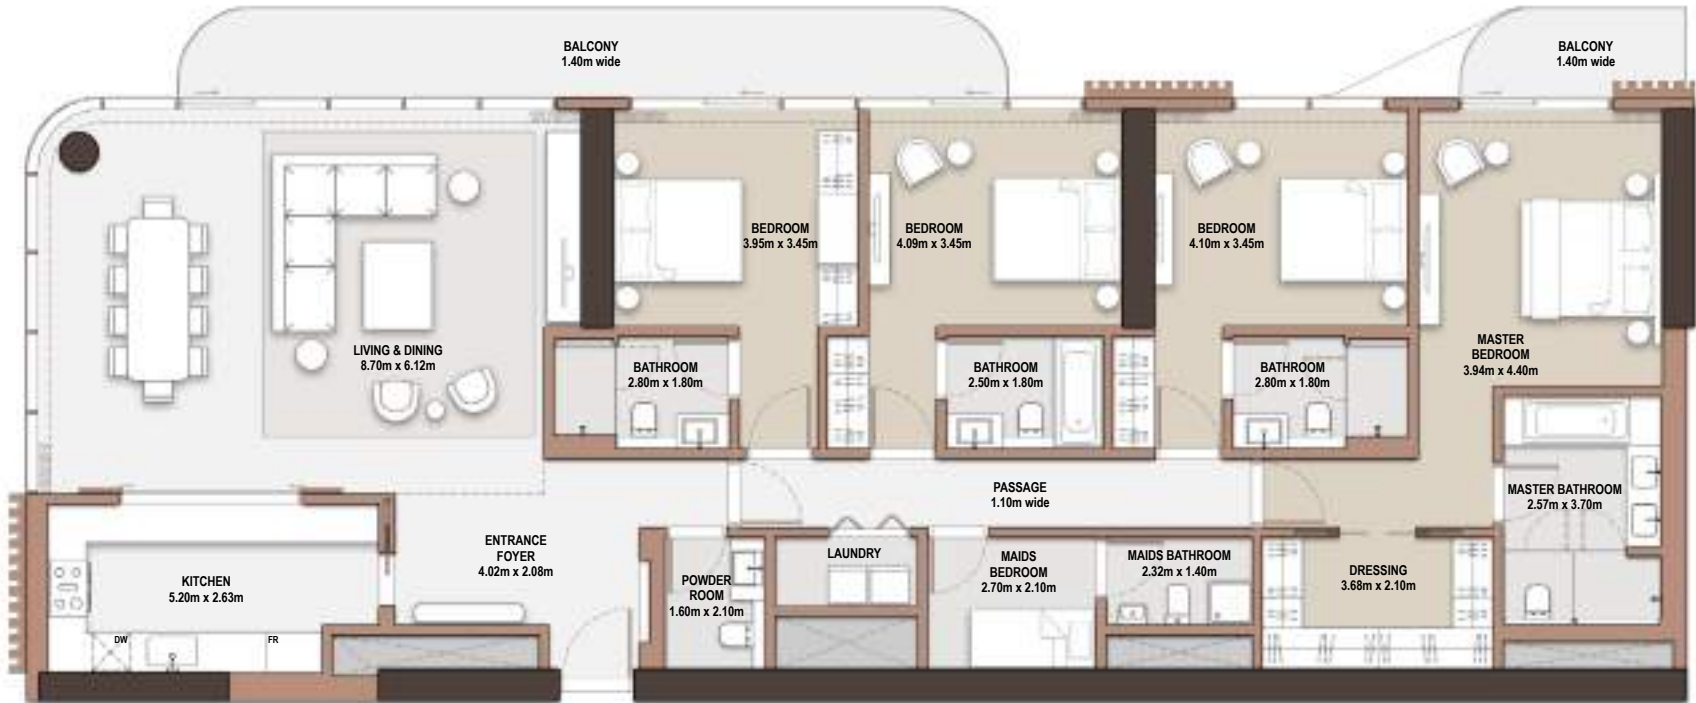 BALCONY
1.40m wide
BALCONY
1.40m wide
BEDROOM
3.95m x 3.45m
BEDROOM
4.09m x 3.45m
BEDROOM
4.10m x 3.45m
LIVING & DINING
8.70m x 6.12m
BATHROOM
2.80m x 1.80m
BATHROOM
2.50m x 1.80m
BATHROOM
2.80m x 1.80m
MASTER
BEDROOM
3.94m x 4.40m
PASSAGE
1.10m wide
MASTER BATHROOM
2.57m x 3.70m
ENTRANCE
FOYER
4.02m x 2.08m
KITCHEN
5.20m x 2.63m
DW
FR
POWDER
ROOM
1.60m x 2.10m
LAUNDRY
MAIDS
BEDROOM
2.70m x 2.10m
MAIDS BATHROOM
2.32m x 1.40m
DRESSING
3.68m x 2.10m